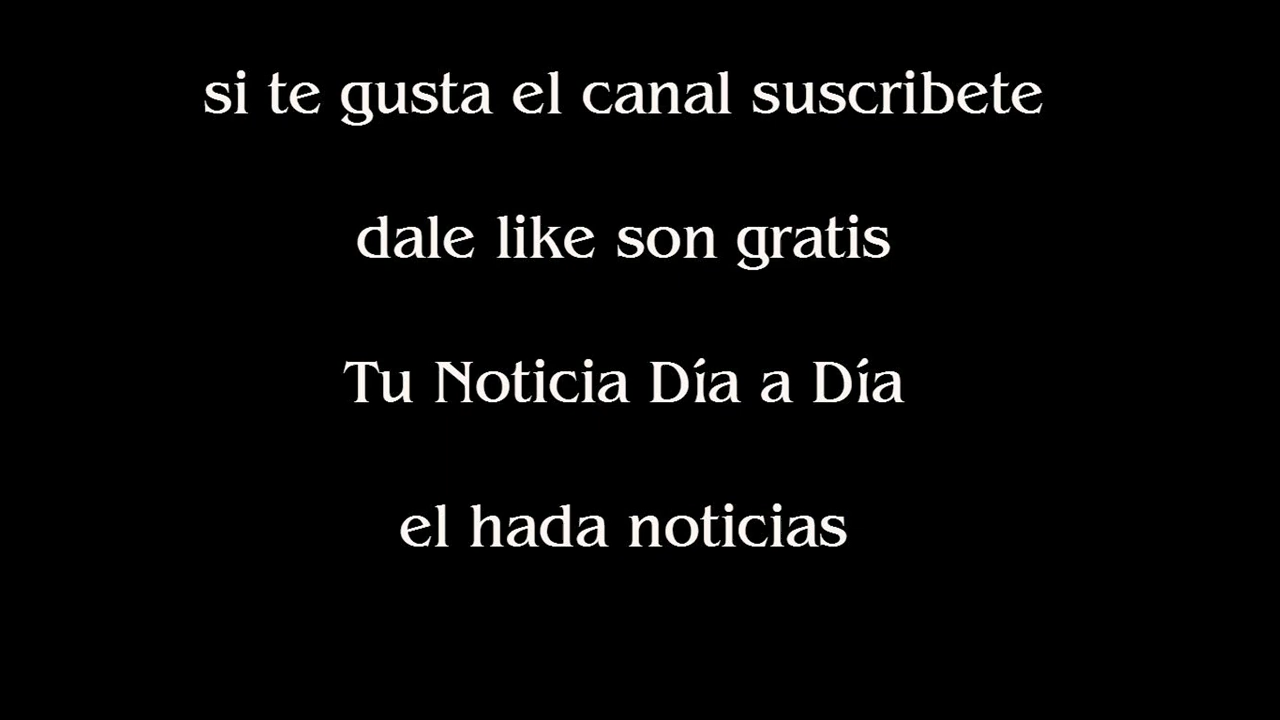 si te gusta el canal suscribete
dale like son gratis
Tu Noticia Día a Día
el hada noticias